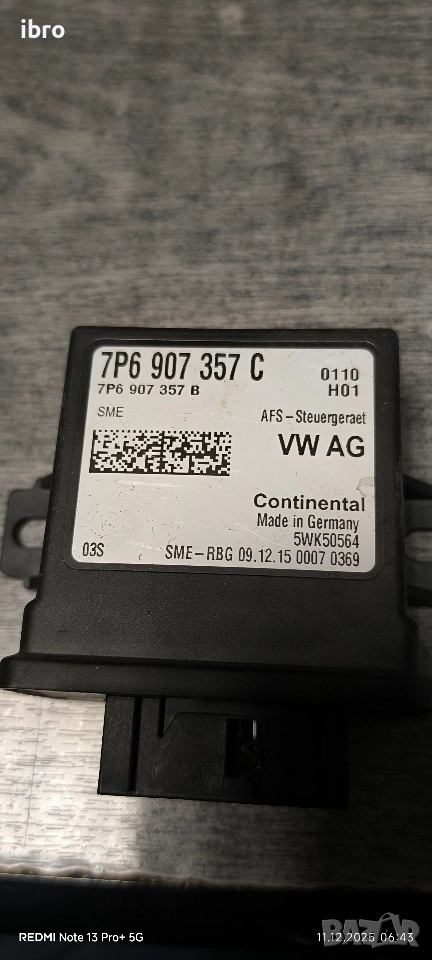 ibro
7P6 907 357 C
0110
7P6 907 357 B
H01
SME
AFS-Steuergeraet
VW AG
Continental
Made in Germany
5WK50564
03S
SME-RBG 09.12.15 0007 0369
REDMI Note 13 Pro+ 5G
11.12.2025 06:43
BAZAR